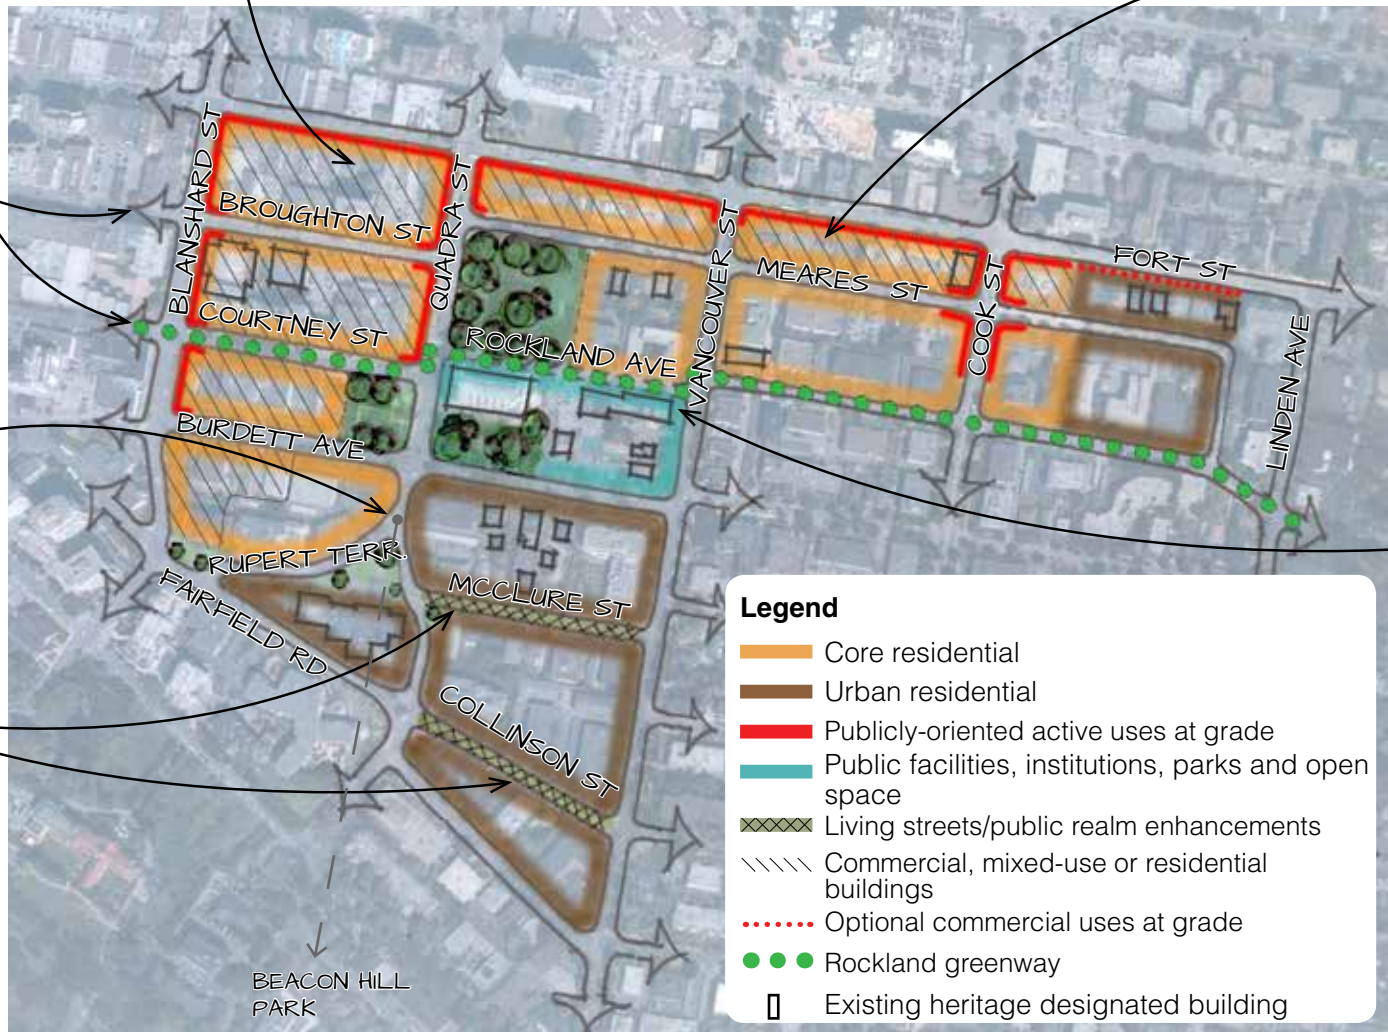 BLANSHARD ST
BROUGHTON ST
QUADRA ST
COURTNEY ST
ROCKLAND AVE
VANCOUVER ST
MEARES ST
COOK ST
FORT ST
LINDEN AVE
BURDETT AVE
RUPERT TERR.
FAIRFIELD RD
MCCLURE ST
COLLINSON ST
BEACON HILL
PARK
Legend
Core residential
Urban residential
Publicly-oriented active uses at grade
Public facilities, institutions, parks and open
space
Living streets/public realm enhancements
Commercial, mixed-use or residential
buildings
Optional commercial uses at grade
Rockland greenway
Existing heritage designated building